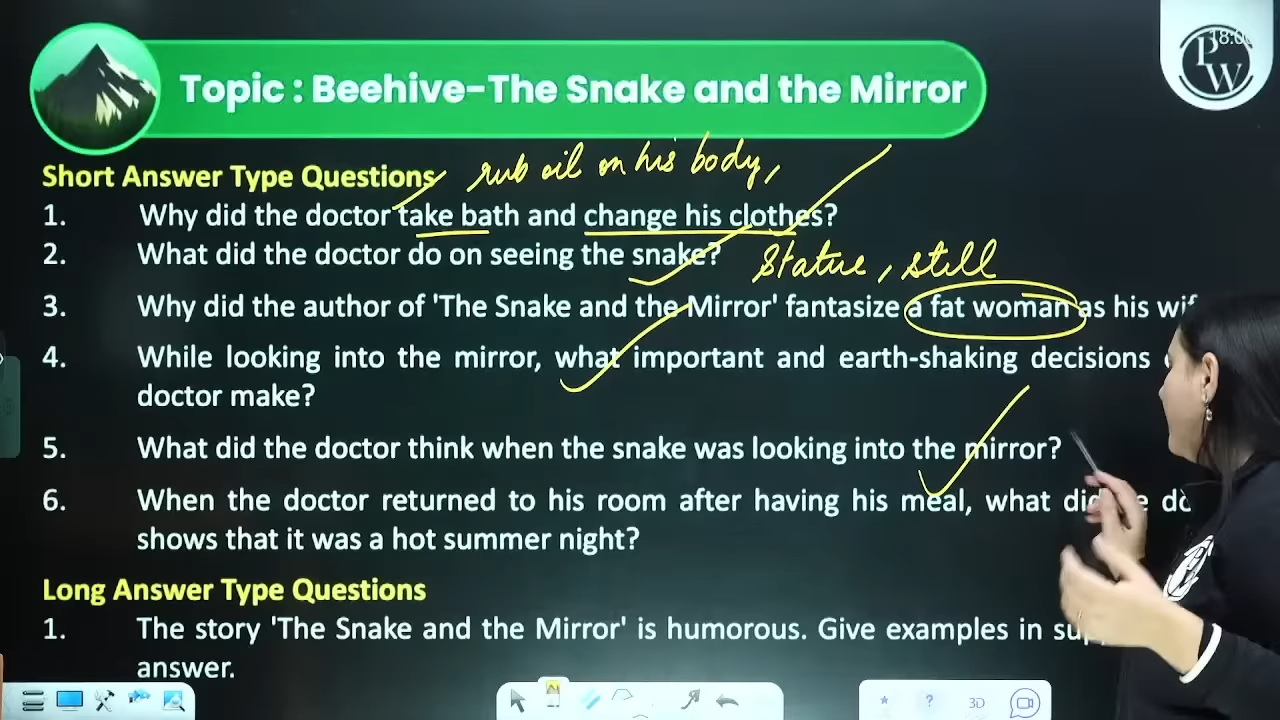 18:0
PW
Topic : Beehive-The Snake and the Mirror
rub oil on his body,
Short Answer Type Questions
1. Why did the doctor take bath and change his clothes?
2. What did the doctor do on seeing the snake?
Statue, still
3. Why did the author of 'The Snake and the Mirror' fantasize a fat woman as his
4. While looking into the mirror, what important and earth-shaking decisions
doctor make?
5. What did the doctor think when the snake was looking into the mirror?
6. When the doctor returned to his room after having his meal, what
shows that it was a hot summer night?
Long Answer Type Questions
1. The story 'The Snake and the Mirror' is humorous. Give examples in
answer.
? 3D